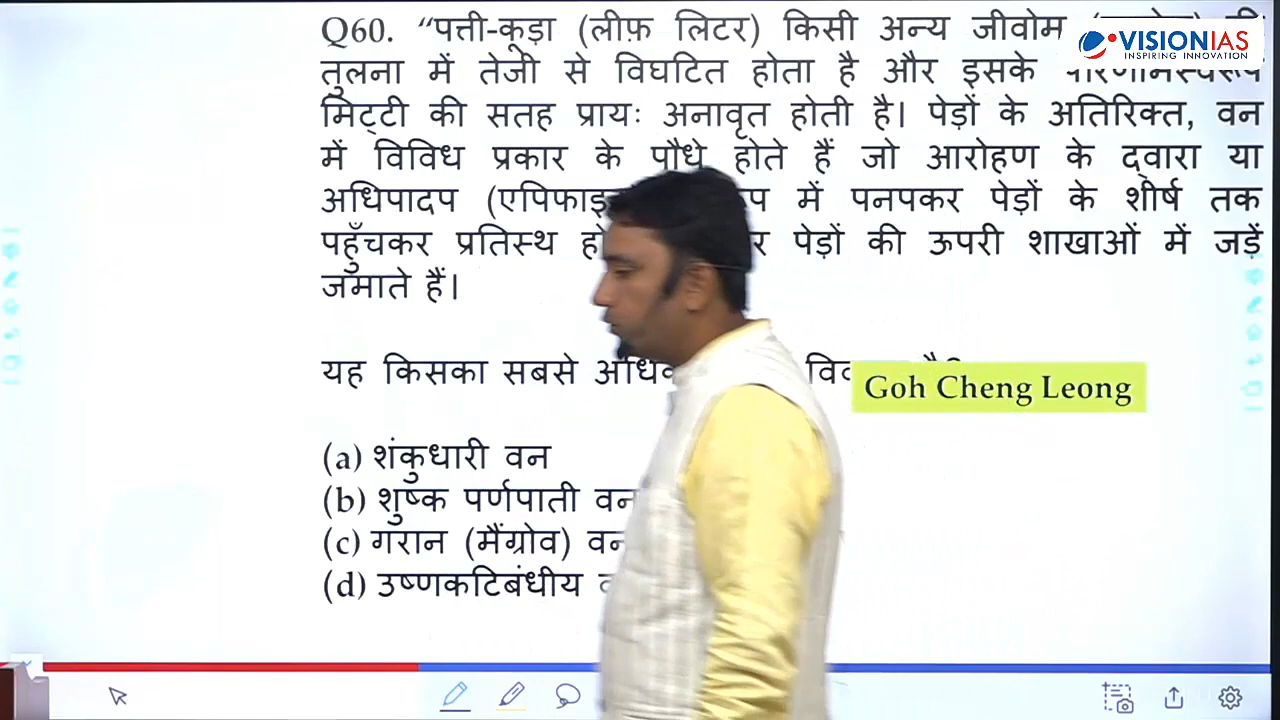 VISIONIAS
INSPIRING INNOVATION
Q60. “पत्ती-कूड़ा (लीफ़ लिटर) किसी अन्य जीवोम
तुलना में तेजी से विघटित होता है और इसके
मिट्टी की सतह प्रायः अनावृत होती है। पेड़ों के अतिरिक्त, वन
में विविध प्रकार के पौधे होते हैं जो आरोहण के द्वारा या
अधिपादप में पनपकर पेड़ों के शीर्ष तक
पहुँचकर प्रतिस्थ पेड़ों की ऊपरी शाखाओं में जड़ें
जमाते हैं।
यह किसका सबसे
Goh Cheng Leong
(a) शंकुधारी वन
(b) शुष्क पर्णपाती वन
(c) गरान (मैंग्रोव) वन
(d) उष्णकटिबंधीय